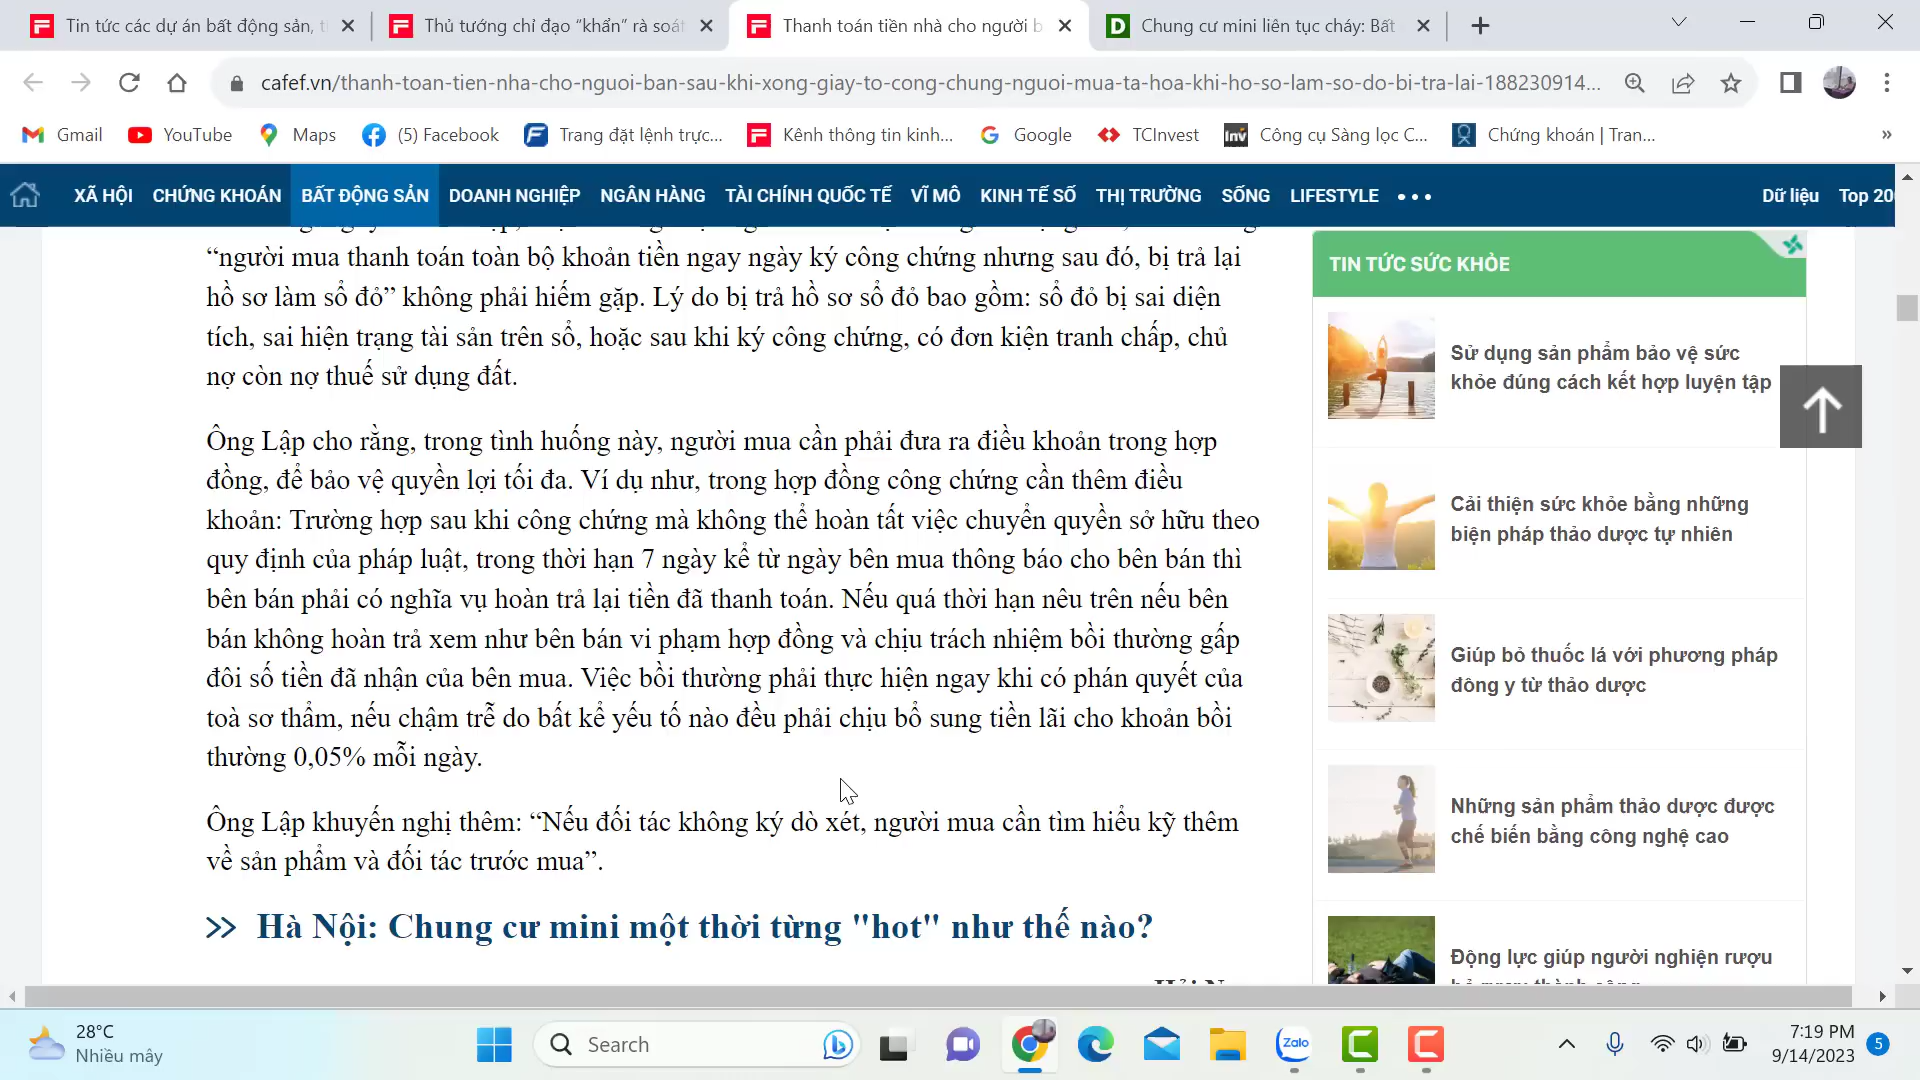 Tin tức các dự án bất động sản, t
Thủ tướng chỉ đạo “khẩn” rà soát
Thanh toán tiền nhà cho người b
Chung cư mini liên tục cháy: Bất
cafef.vn/thanh-toan-tien-nha-cho-nguoi-ban-sau-khi-xong-giay-to-cong-chung-nguoi-mua-ta-hoa-khi-ho-so-lam-so-do-bi-tra-lai-188230914...
Gmail YouTube Maps (5) Facebook Trang đặt lệnh trực... Kênh thông tin kinh... Google TCInvest Công cụ Sàng lọc C... Chứng khoán | Tran...
XÃ HỘI CHỨNG KHOÁN BẤT ĐỘNG SẢN DOANH NGHIỆP NGÂN HÀNG TÀI CHÍNH QUỐC TẾ VĨ MÔ KINH TẾ SỐ THỊ TRƯỜNG SỐNG LIFESTYLE ••• Dữ liệu Top 20
“người mua thanh toán toàn bộ khoản tiền ngay ngày ký công chứng nhưng sau đó, bị trả lại
hồ sơ làm sổ đỏ” không phải hiếm gặp. Lý do bị trả hồ sơ sổ đỏ bao gồm: sổ đỏ bị sai diện
tích, sai hiện trạng tài sản trên sổ, hoặc sau khi ký công chứng, có đơn kiện tranh chấp, chủ
nợ còn nợ thuế sử dụng đất.
Ông Lập cho rằng, trong tình huống này, người mua cần phải đưa ra điều khoản trong hợp
đồng, để bảo vệ quyền lợi tối đa. Ví dụ như, trong hợp đồng công chứng cần thêm điều
khoản: Trường hợp sau khi công chứng mà không thể hoàn tất việc chuyển quyền sở hữu theo
quy định của pháp luật, trong thời hạn 7 ngày kể từ ngày bên mua thông báo cho bên bán thì
bên bán phải có nghĩa vụ hoàn trả lại tiền đã thanh toán. Nếu quá thời hạn nêu trên nếu bên
bán không hoàn trả xem như bên bán vi phạm hợp đồng và chịu trách nhiệm bồi thường gấp
đôi số tiền đã nhận của bên mua. Việc bồi thường phải thực hiện ngay khi có phán quyết của
toà sơ thẩm, nếu chậm trễ do bất kể yếu tố nào đều phải chịu bổ sung tiền lãi cho khoản bồi
thường 0,05% mỗi ngày.
Ông Lập khuyến nghị thêm: “Nếu đối tác không ký dò xét, người mua cần tìm hiểu kỹ thêm
về sản phẩm và đối tác trước mua”.
Hà Nội: Chung cư mini một thời từng "hot" như thế nào?
TIN TỨC SỨC KHỎE
Sử dụng sản phẩm bảo vệ sức
khỏe đúng cách kết hợp luyện tập
Cải thiện sức khỏe bằng những
biện pháp thảo dược tự nhiên
Giúp bỏ thuốc lá với phương pháp
đông y từ thảo dược
Những sản phẩm thảo dược được
chế biến bằng công nghệ cao
Động lực giúp người nghiện rượu
28°C
Nhiều mây
Search
Zalo
7:19 PM
9/14/2023
5